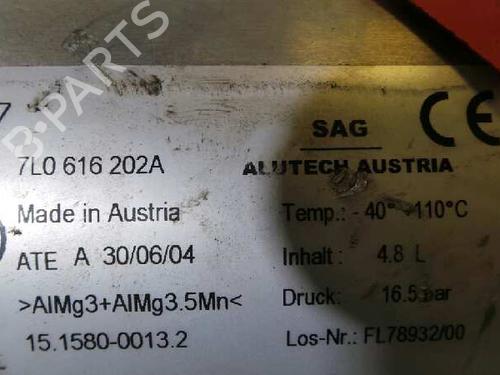 SAG
CE
7L0 616 202A
ALUTECH AUSTRIA
Made in Austria
Temp.: - 40° -110°C
ATE A 30/06/04
Inhalt : 4.8 L
>AlMg3+AlMg3.5Mn<
Druck: 16.5 bar
15.1580-0013.2
Los-Nr.: FL78932/00